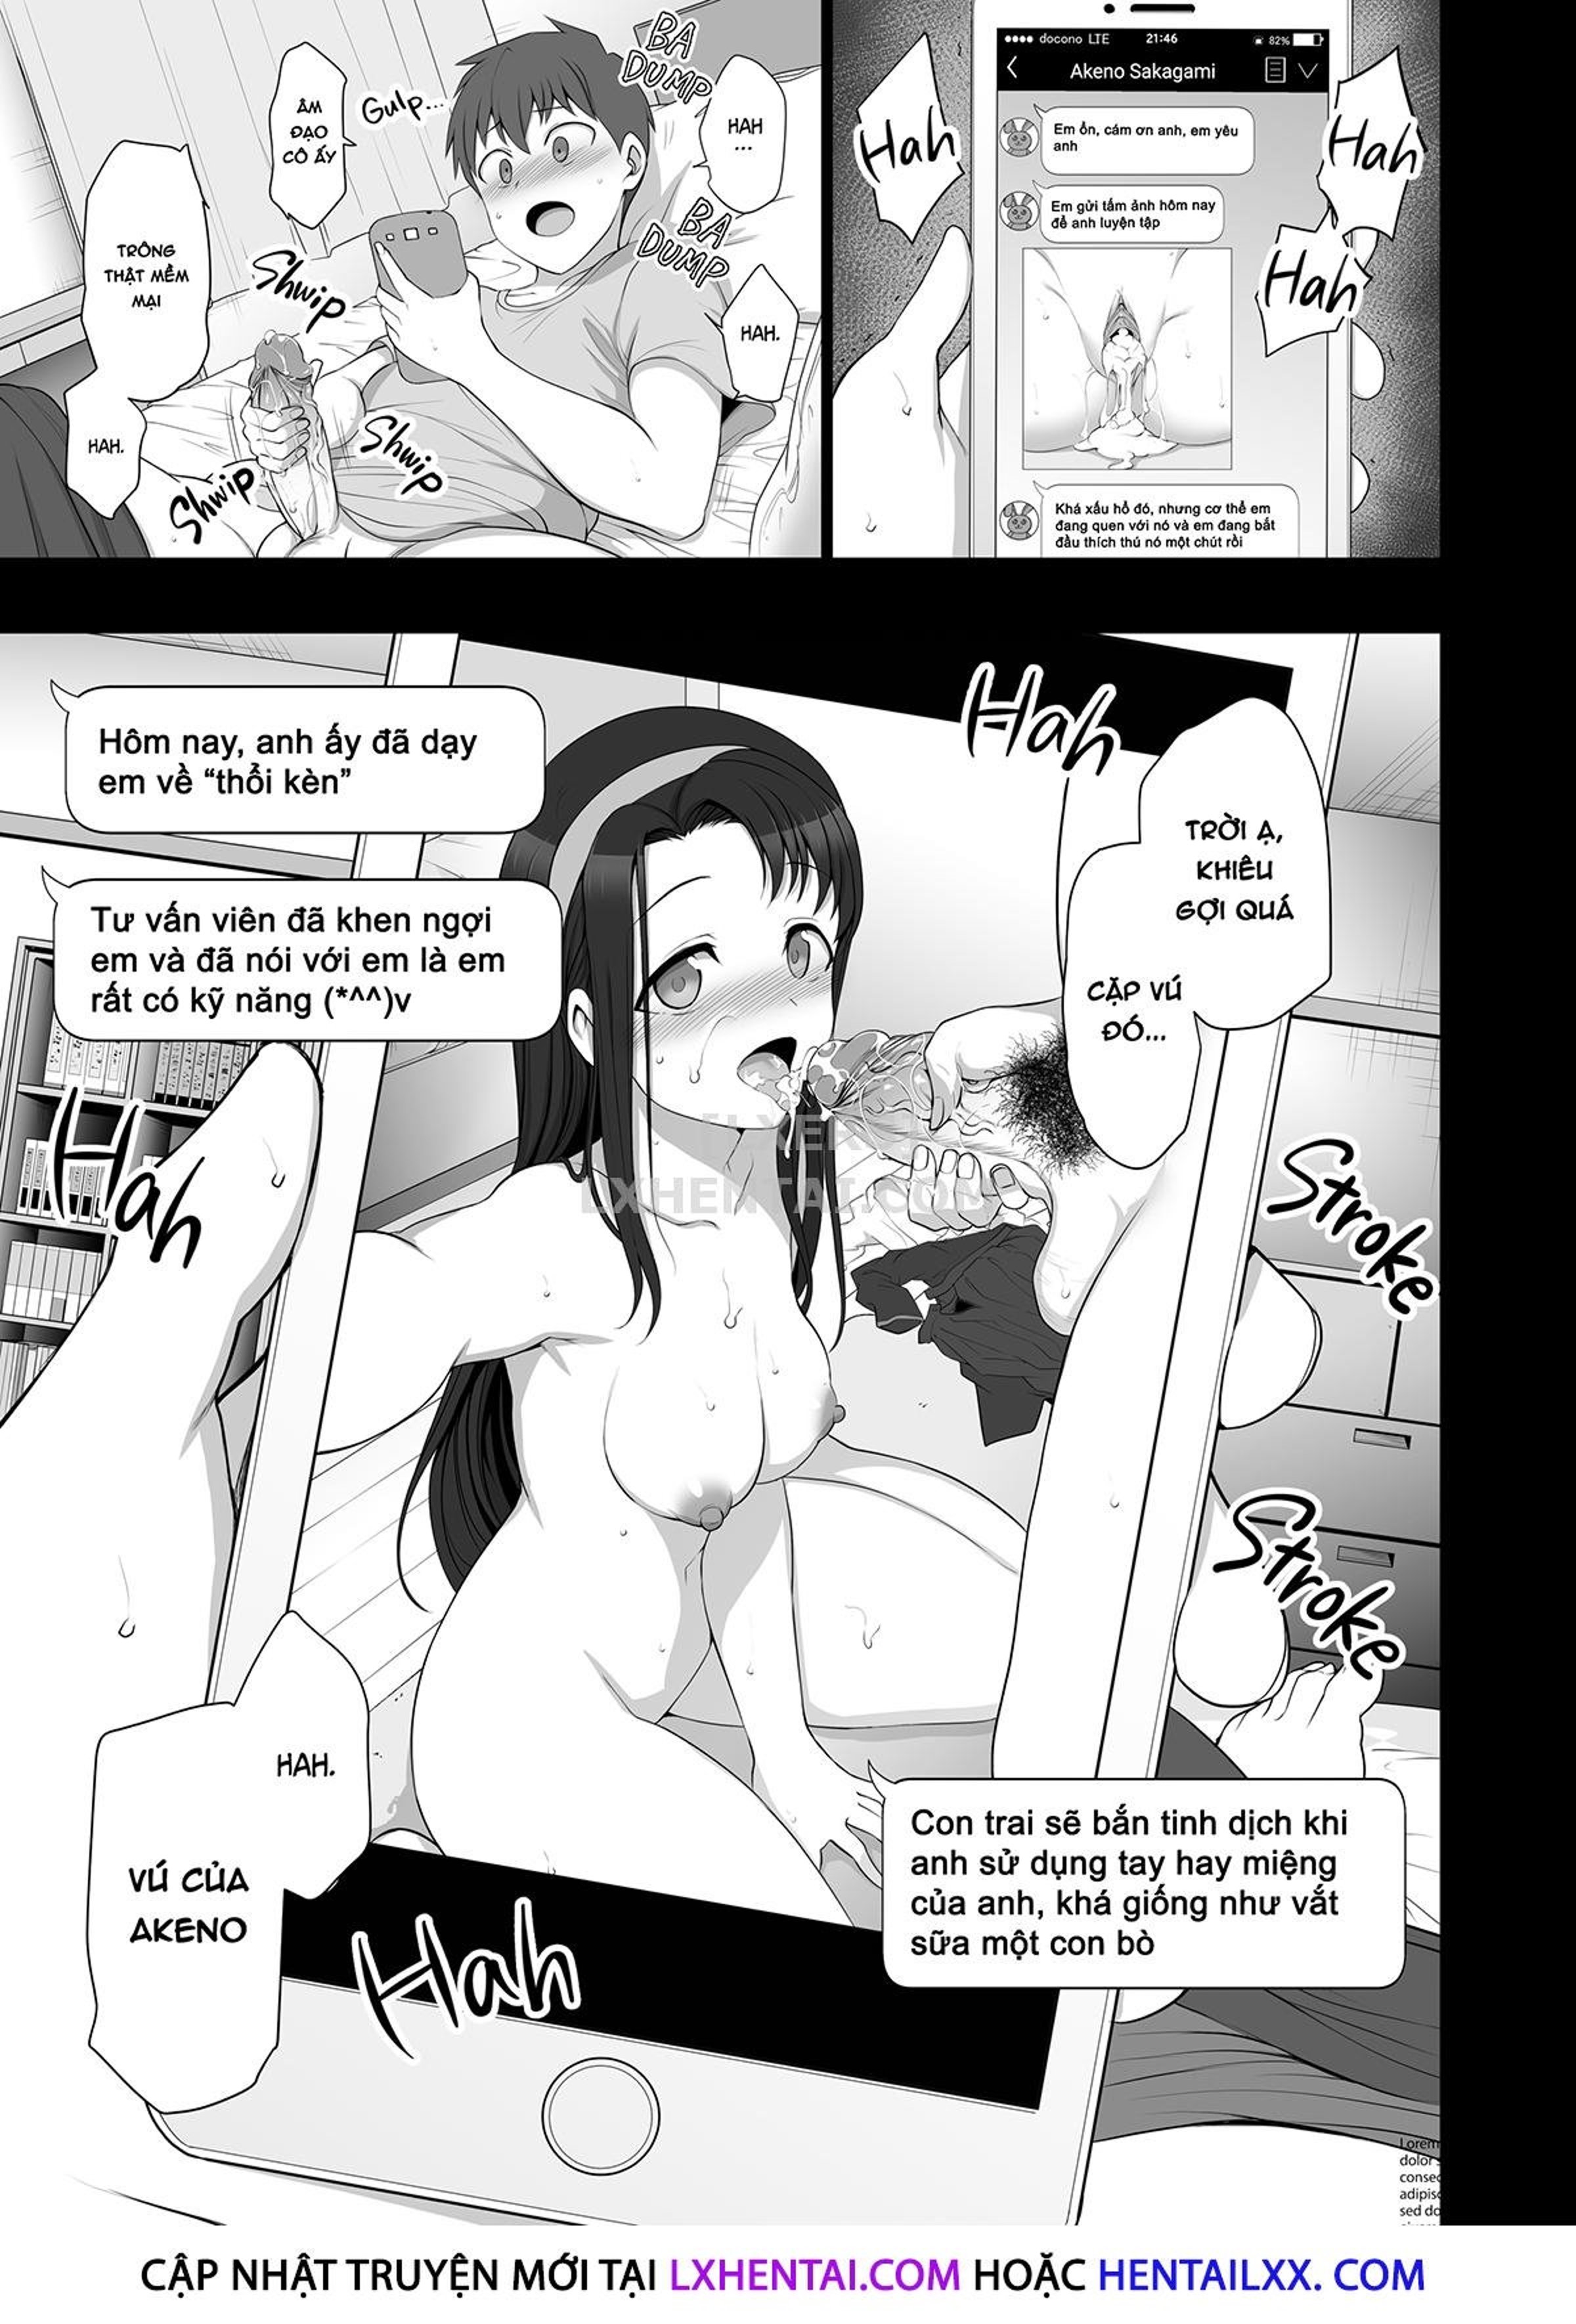 docono LTE 21:46 82%
Akeno Sakagami
Em ổn, cám ơn anh, em yêu
anh
Em gửi tấm ảnh hôm nay
để anh luyện tập
Khá xấu hổ đó, nhưng cơ thể em
đang quen với nó và em đang bắt
đầu thích thú nó một chút rồi
Hah
Hah
Hah
BA
DUMP
HAH
...
BA
DUMP
HAH.
Gulp...
ÂM
ĐẠO
CÔ ẤY
TRÔNG
THẬT MỀM
MẠI
HAH.
Shwip
Shwip
Shwip
Hôm nay, anh ấy đã dạy
em về “thổi kèn”
Tư vấn viên đã khen ngợi
em và đã nói với em là em
rất có kỹ năng (*^^)v
Hah
TRỜI Ạ,
KHIÊU
GỢI QUÁ
CẶP VÚ
ĐÓ...
Hah
LXHENTAI.COM
Stroke
Stroke
HAH.
VÚ CỦA
AKENO
Hah
Con trai sẽ bắn tinh dịch khi
anh sử dụng tay hay miệng
của anh, khá giống như vắt
sữa một con bò
Lorem
dolor
consec
adipisc
sed do
CẬP NHẬT TRUYỆN MỚI TẠI LXHENTAI.COM HOẶC HENTAILXX. COM